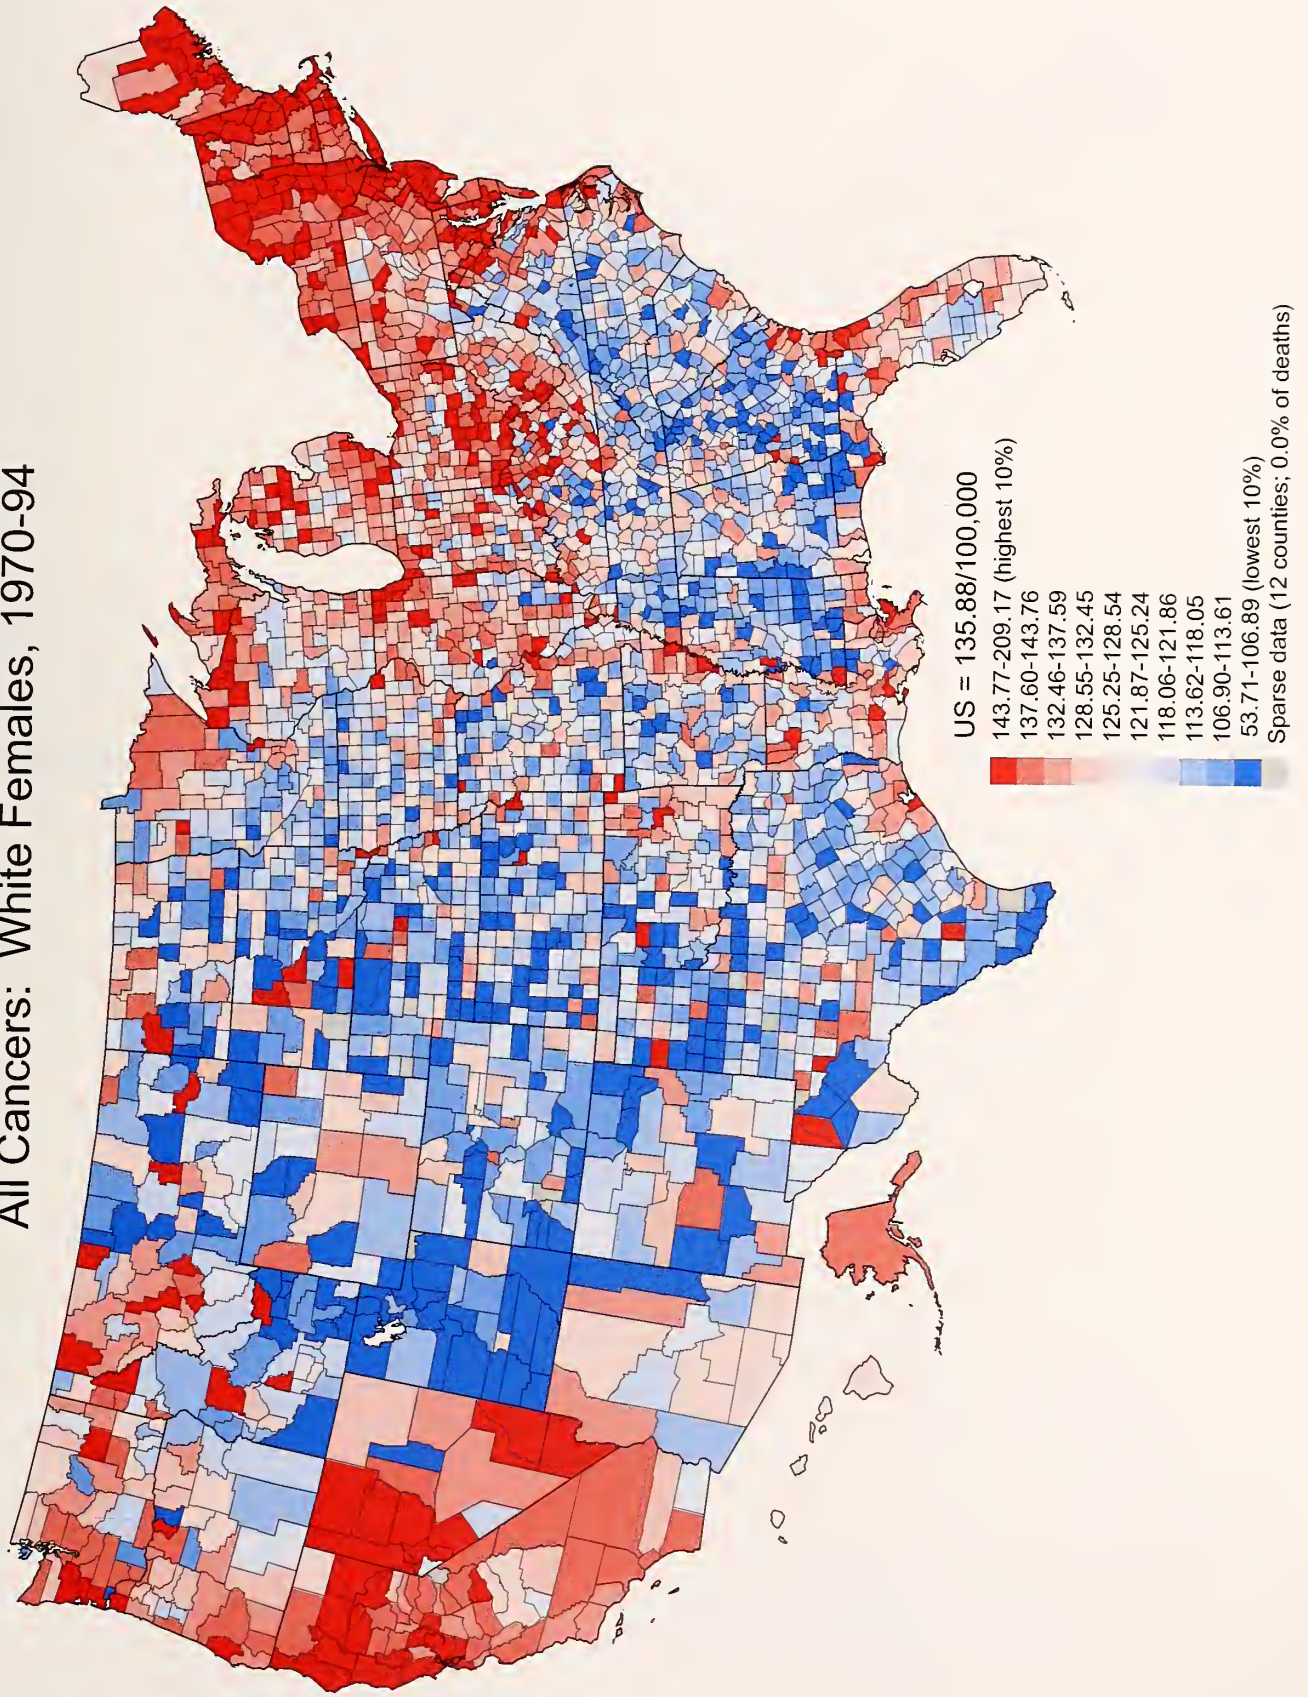 All Cancers: White Females, 1970-94
US = 135.88/100,000
143.77-209.17 (highest 10%)
137.60-143.76
132.46-137.59
128.55-132.45
125.25-128.54
121.87-125.24
118.06-121.86
113.62-118.05
106.90-113.61
53.71-106.89 (lowest 10%)
Sparse data (12 counties; 0.0% of deaths)